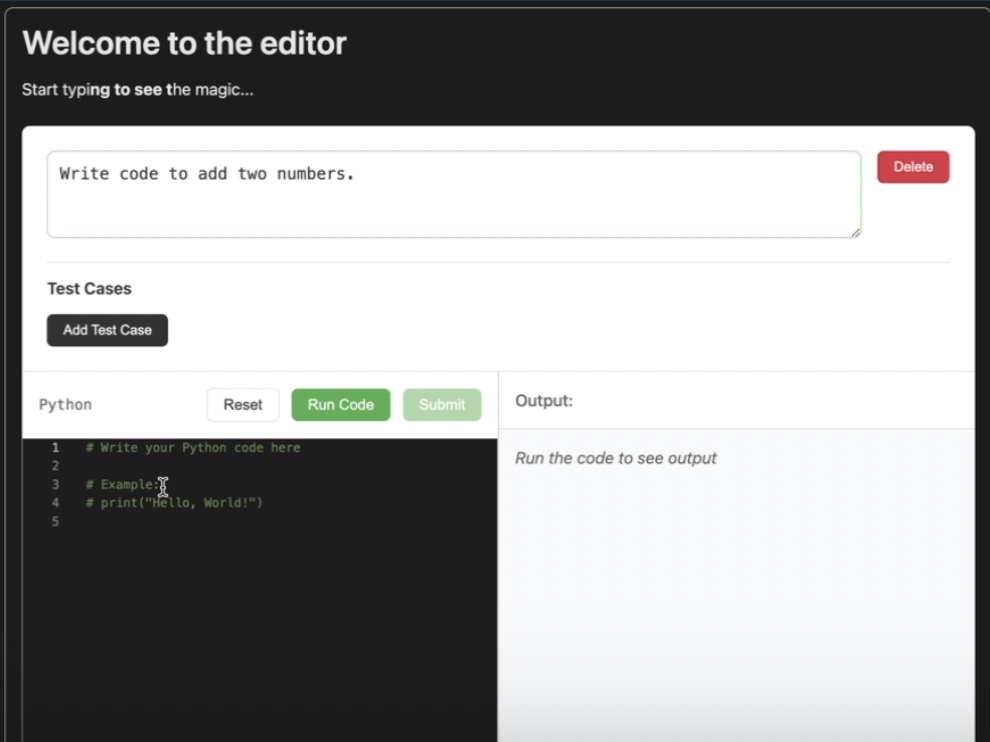 Welcome to the editor
Start typing to see the magic...
Write code to add two numbers.
Delete
Test Cases
Add Test Case
Python
Reset
Run Code
Submit
Output:
1 # Write your Python code here
2
3 # Example:
4 # print("Hello, World!")
5
Run the code to see output